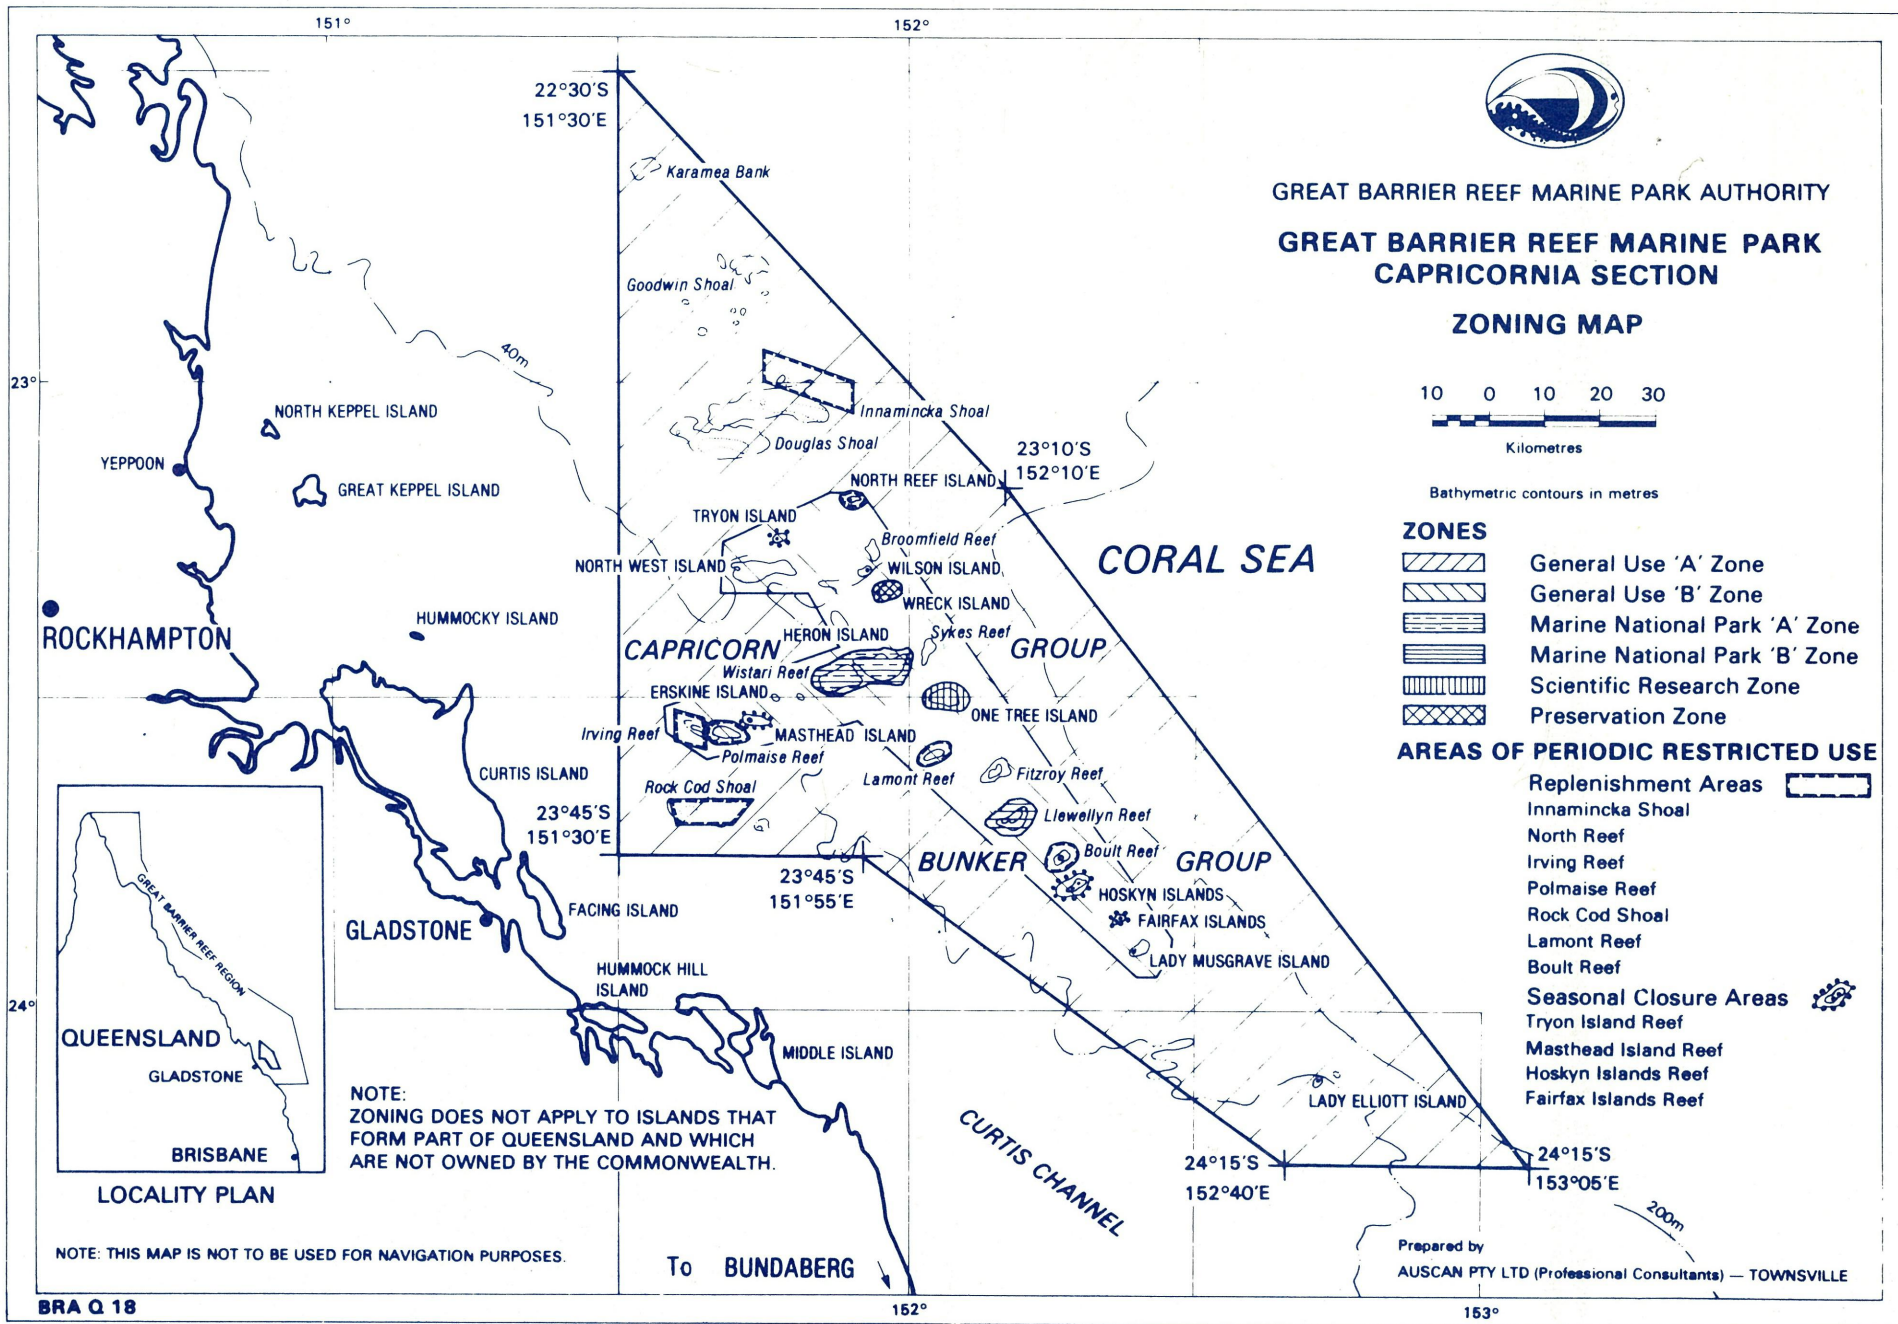 151°
152°
22°30'S
151°30'E
Karamea Bank
Goodwin Shoal
40m
23°
NORTH KEPPEL ISLAND
Innamincka Shoal
Douglas Shoal
YEPPOON
GREAT KEPPEL ISLAND
23°10'S
152°10'E
NORTH REEF ISLAND
TRYON ISLAND
Broomfield Reef
NORTH WEST ISLAND
WILSON ISLAND
WRECK ISLAND
CORAL SEA
ROCKHAMPTON
HUMMOCKY ISLAND
HERON ISLAND
Sykes Reef
CAPRICORN
GROUP
Wistari Reef
ERSKINE ISLAND
ONE TREE ISLAND
Irving Reef
MASTHEAD ISLAND
Polmaise Reef
Lamont Reef
Fitzroy Reef
CURTIS ISLAND
Rock Cod Shoal
23°45'S
151°30'E
Llewellyn Reef
BUNKER
GROUP
Boult Reef
23°45'S
151°55'E
HOSKYN ISLANDS
FAIRFAX ISLANDS
FACING ISLAND
GLADSTONE
LADY MUSGRAVE ISLAND
HUMMOCK HILL
ISLAND
24°
MIDDLE ISLAND
LADY ELLIOTT ISLAND
CURTIS CHANNEL
24°15'S
152°40'E
24°15'S
153°05'E
200m
GREAT BARRIER REEF MARINE PARK AUTHORITY
GREAT BARRIER REEF MARINE PARK
CAPRICORNIA SECTION
ZONING MAP
10 0 10 20 30
Kilometres
Bathymetric contours in metres
ZONES
General Use 'A' Zone
General Use 'B' Zone
Marine National Park 'A' Zone
Marine National Park 'B' Zone
Scientific Research Zone
Preservation Zone
AREAS OF PERIODIC RESTRICTED USE
Replenishment Areas
Innamincka Shoal
North Reef
Irving Reef
Polmaise Reef
Rock Cod Shoal
Lamont Reef
Boult Reef
Seasonal Closure Areas
Tryon Island Reef
Masthead Island Reef
Hoskyn Islands Reef
Fairfax Islands Reef
GREAT BARRIER REEF REGION
QUEENSLAND
GLADSTONE
BRISBANE
LOCALITY PLAN
NOTE:
ZONING DOES NOT APPLY TO ISLANDS THAT
FORM PART OF QUEENSLAND AND WHICH
ARE NOT OWNED BY THE COMMONWEALTH.
NOTE: THIS MAP IS NOT TO BE USED FOR NAVIGATION PURPOSES.
To BUNDABERG
Prepared by
AUSCAN PTY LTD (Professional Consultants) — TOWNSVILLE
BRA Q 18
152°
153°